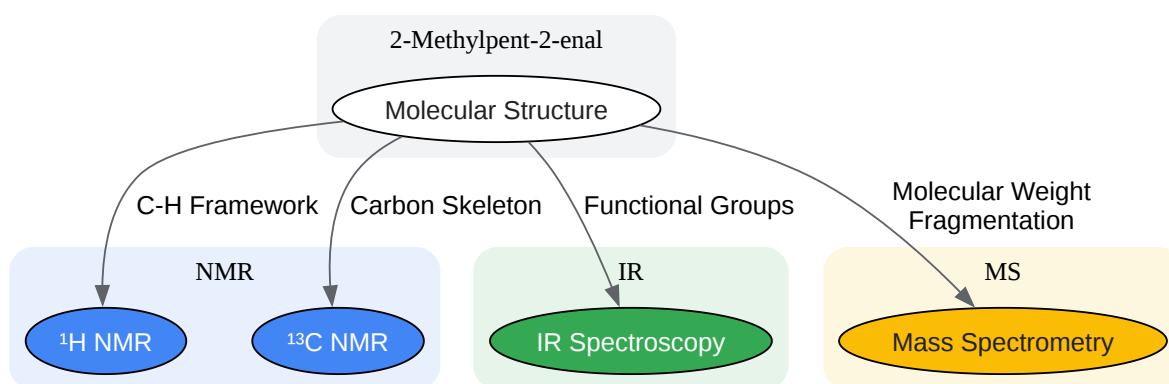 2-Methylpent-2-enal
Molecular Structure
C-H Framework
Carbon Skeleton
Functional Groups
Molecular Weight
Fragmentation
NMR
IR
MS
¹H NMR
¹³C NMR
IR Spectroscopy
Mass Spectrometry